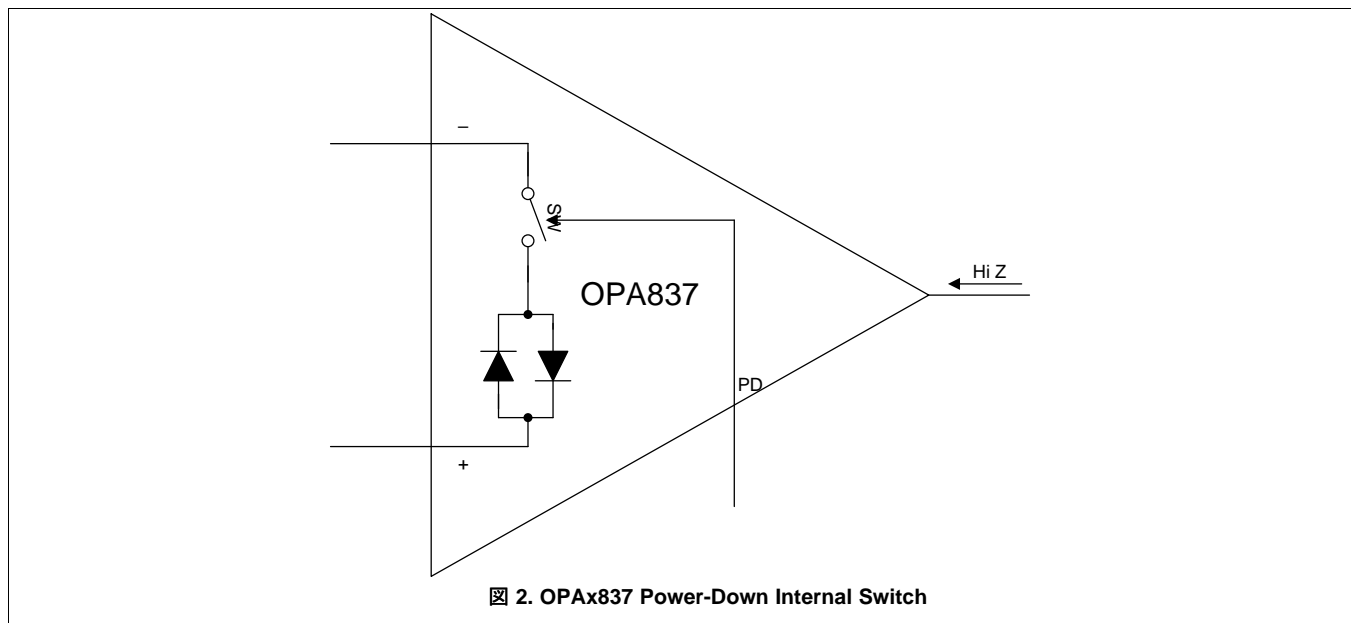 –
SW
OPA837
Hi Z
PD
+
図 2. OPAx837 Power-Down Internal Switch